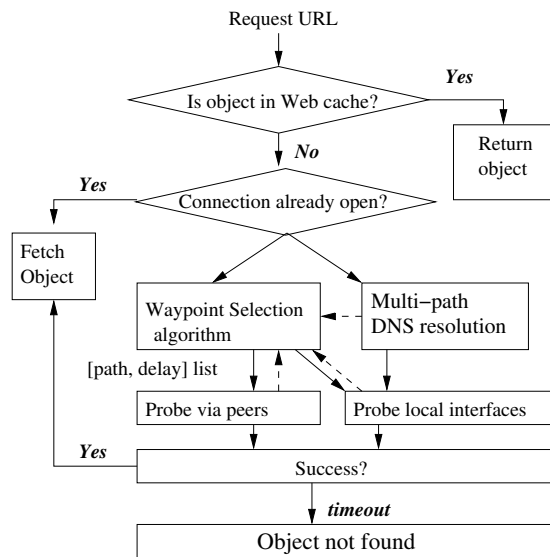 Request URL
Is object in Web cache?
Yes
Return
object
No
Yes
Connection already open?
Fetch
Object
Waypoint Selection
algorithm
Multi−path
DNS resolution
[path, delay] list
Probe via peers
Probe local interfaces
Yes
Success?
timeout
Object not found